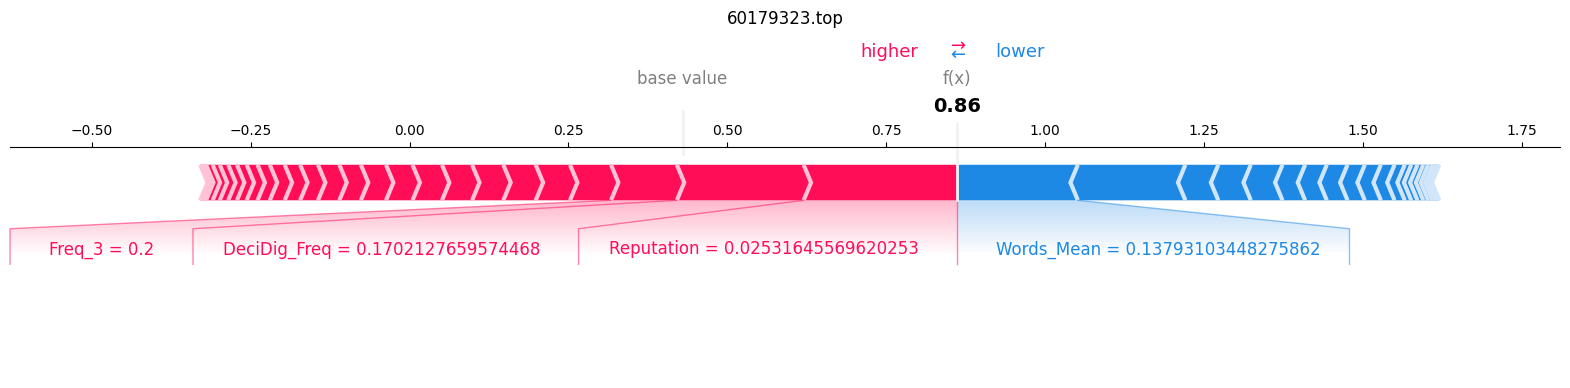 60179323.top
higher → ← lower
base value f(x)
0.86
−0.50 −0.25 0.00 0.25 0.50 0.75 1.00 1.25 1.50 1.75
Freq_3 = 0.2 DeciDig_Freq = 0.1702127659574468 Reputation = 0.02531645569620253 Words_Mean = 0.13793103448275862